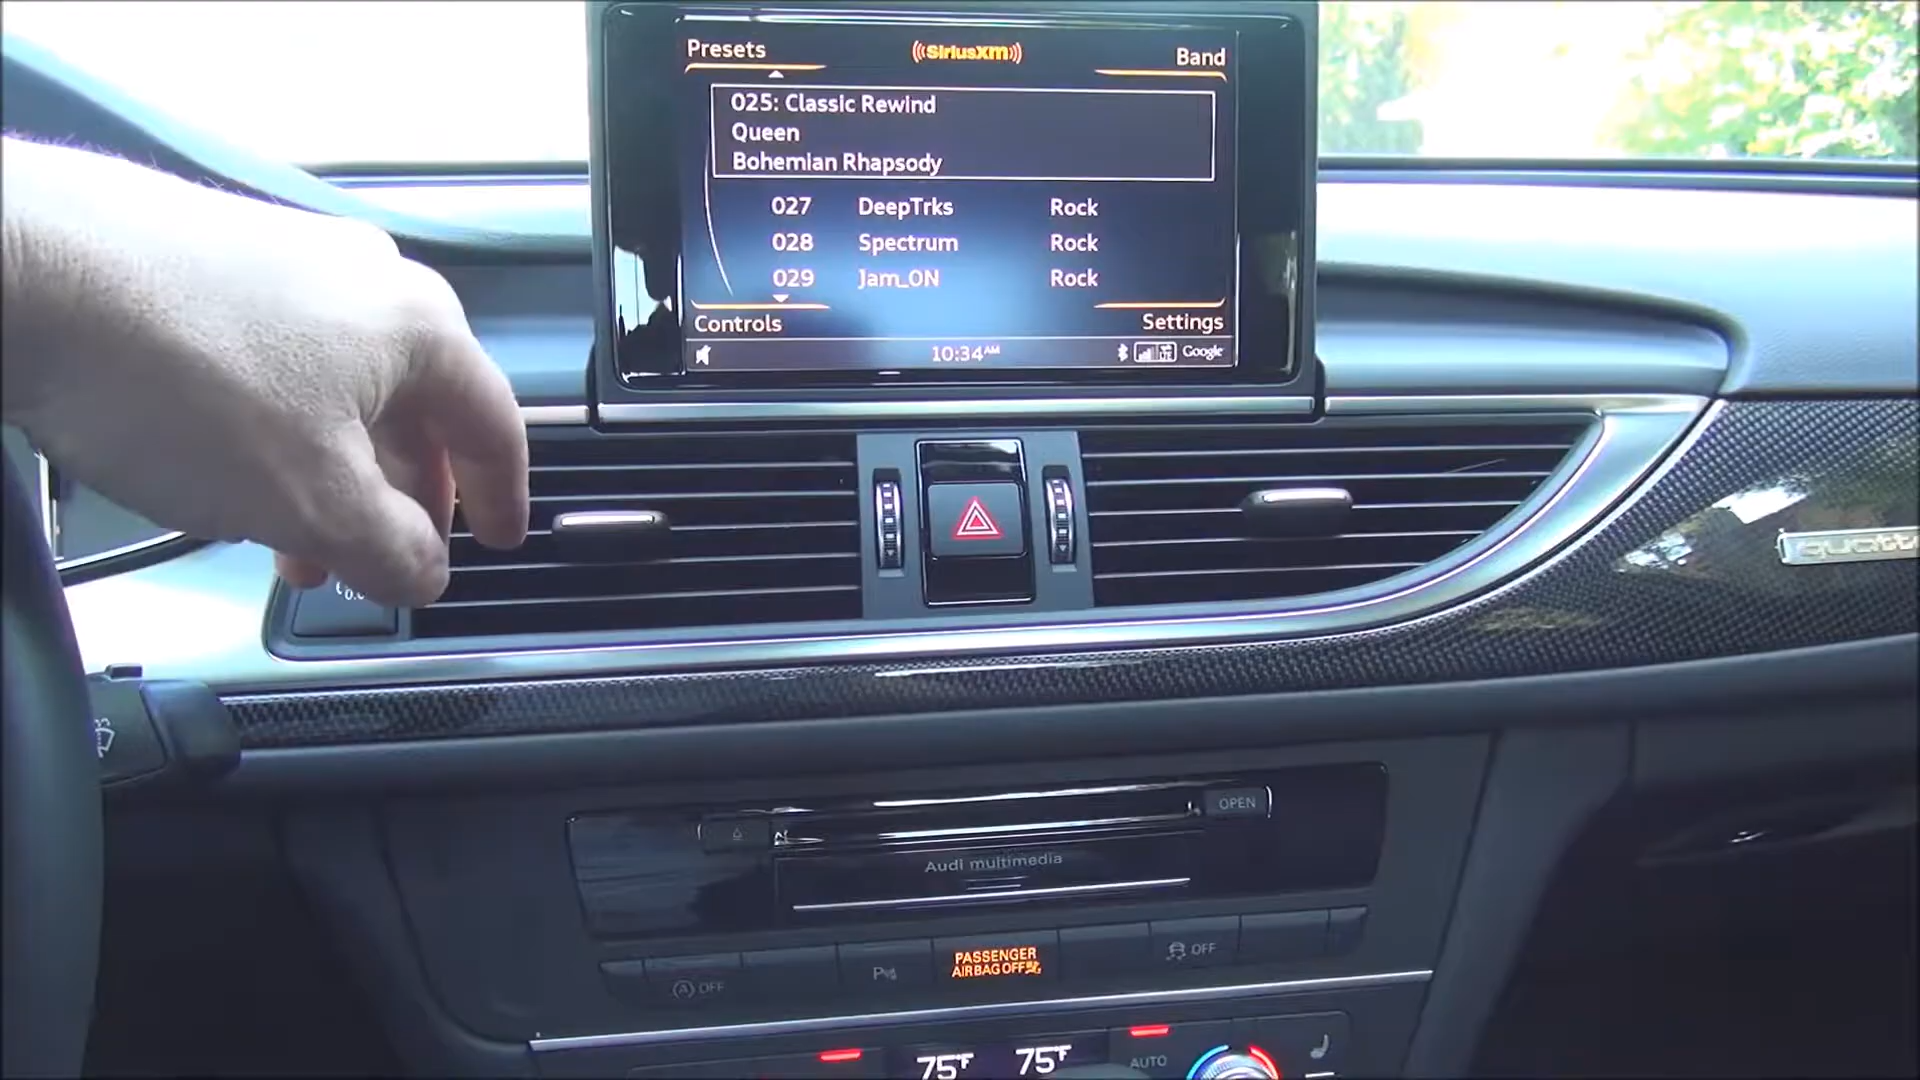 Presets
((SiriusXM))
Band
025: Classic Rewind
Queen
Bohemian Rhapsody
027 DeepTrks Rock
028 Spectrum Rock
029 Jam_ON Rock
Controls
Settings
10:34AM
Google
quattro
OPEN
Audi multimedia
PASSENGER
AIRBAG OFF
OFF
A OFF
P
75°F 75°F
AUTO